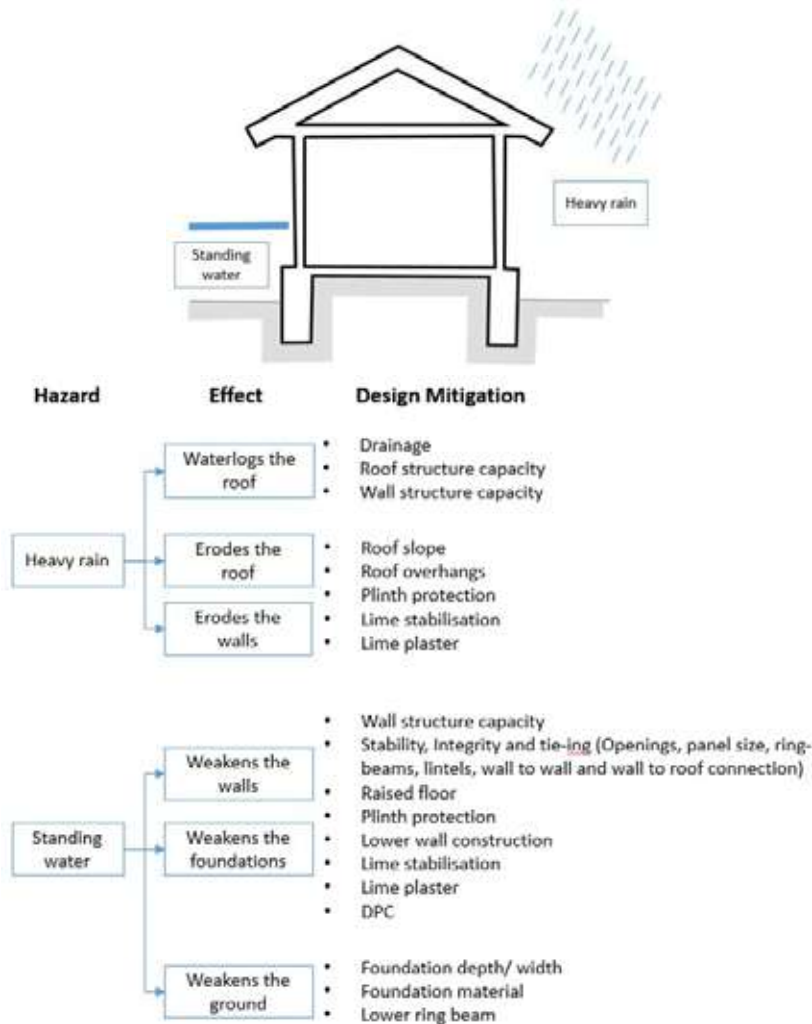 Heavy rain
Standing
water
Hazard Effect Design Mitigation
Heavy rain
Waterlogs the
roof
• Drainage
• Roof structure capacity
• Wall structure capacity
Erodes the
roof
Erodes the
walls
• Roof slope
• Roof overhangs
• Plinth protection
• Lime stabilisation
• Lime plaster
Standing
water
Weakens the
walls
Weakens the
foundations
• Wall structure capacity
• Stability, Integrity and tie-ing (Openings, panel size, ring-
beams, lintels, wall to wall and wall to roof connection)
• Raised floor
• Plinth protection
• Lower wall construction
• Lime stabilisation
• Lime plaster
• DPC
Weakens the
ground
• Foundation depth/ width
• Foundation material
• Lower ring beam